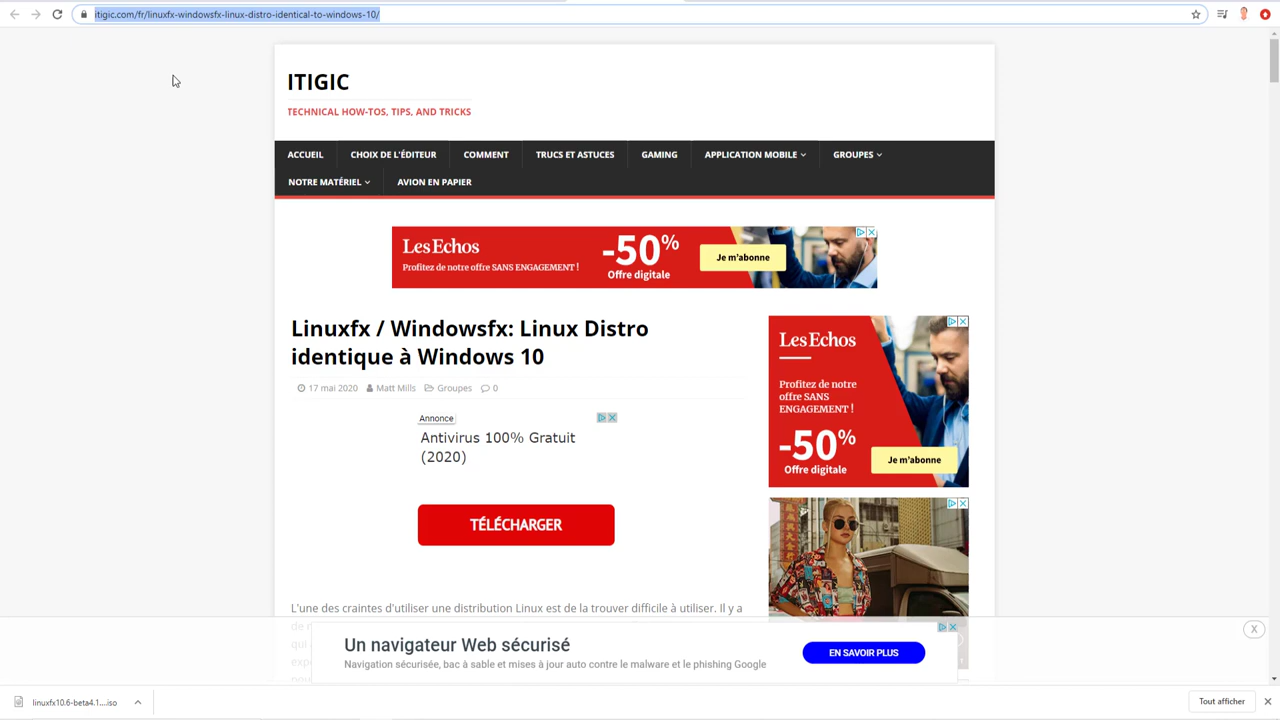 itigic.com/fr/linuxfx-windowsfx-linux-distro-identical-to-windows-10/
ITIGIC
TECHNICAL HOW-TOS, TIPS, AND TRICKS
ACCUEIL CHOIX DE L'ÉDITEUR COMMENT TRUCS ET ASTUCES GAMING APPLICATION MOBILE GROUPES
NOTRE MATÉRIEL AVION EN PAPIER
Les Echos
Profitez de notre offre SANS ENGAGEMENT !
-50%
Offre digitale
Je m'abonne
Linuxfx / Windowsfx: Linux Distro
identique à Windows 10
17 mai 2020 Matt Mills Groupes 0
Annonce
Antivirus 100% Gratuit
(2020)
TÉLÉCHARGER
Les Echos
Profitez de notre
offre SANS
ENGAGEMENT !
-50%
Offre digitale
Je m'abonne
L'une des craintes d'utiliser une distribution Linux est de la trouver difficile à utiliser. Il y a
Un navigateur Web sécurisé
Navigation sécurisée, bac à sable et mises à jour auto contre le malware et le phishing Google
EN SAVOIR PLUS
X
linuxfx10.6-beta4.1....iso
Tout afficher